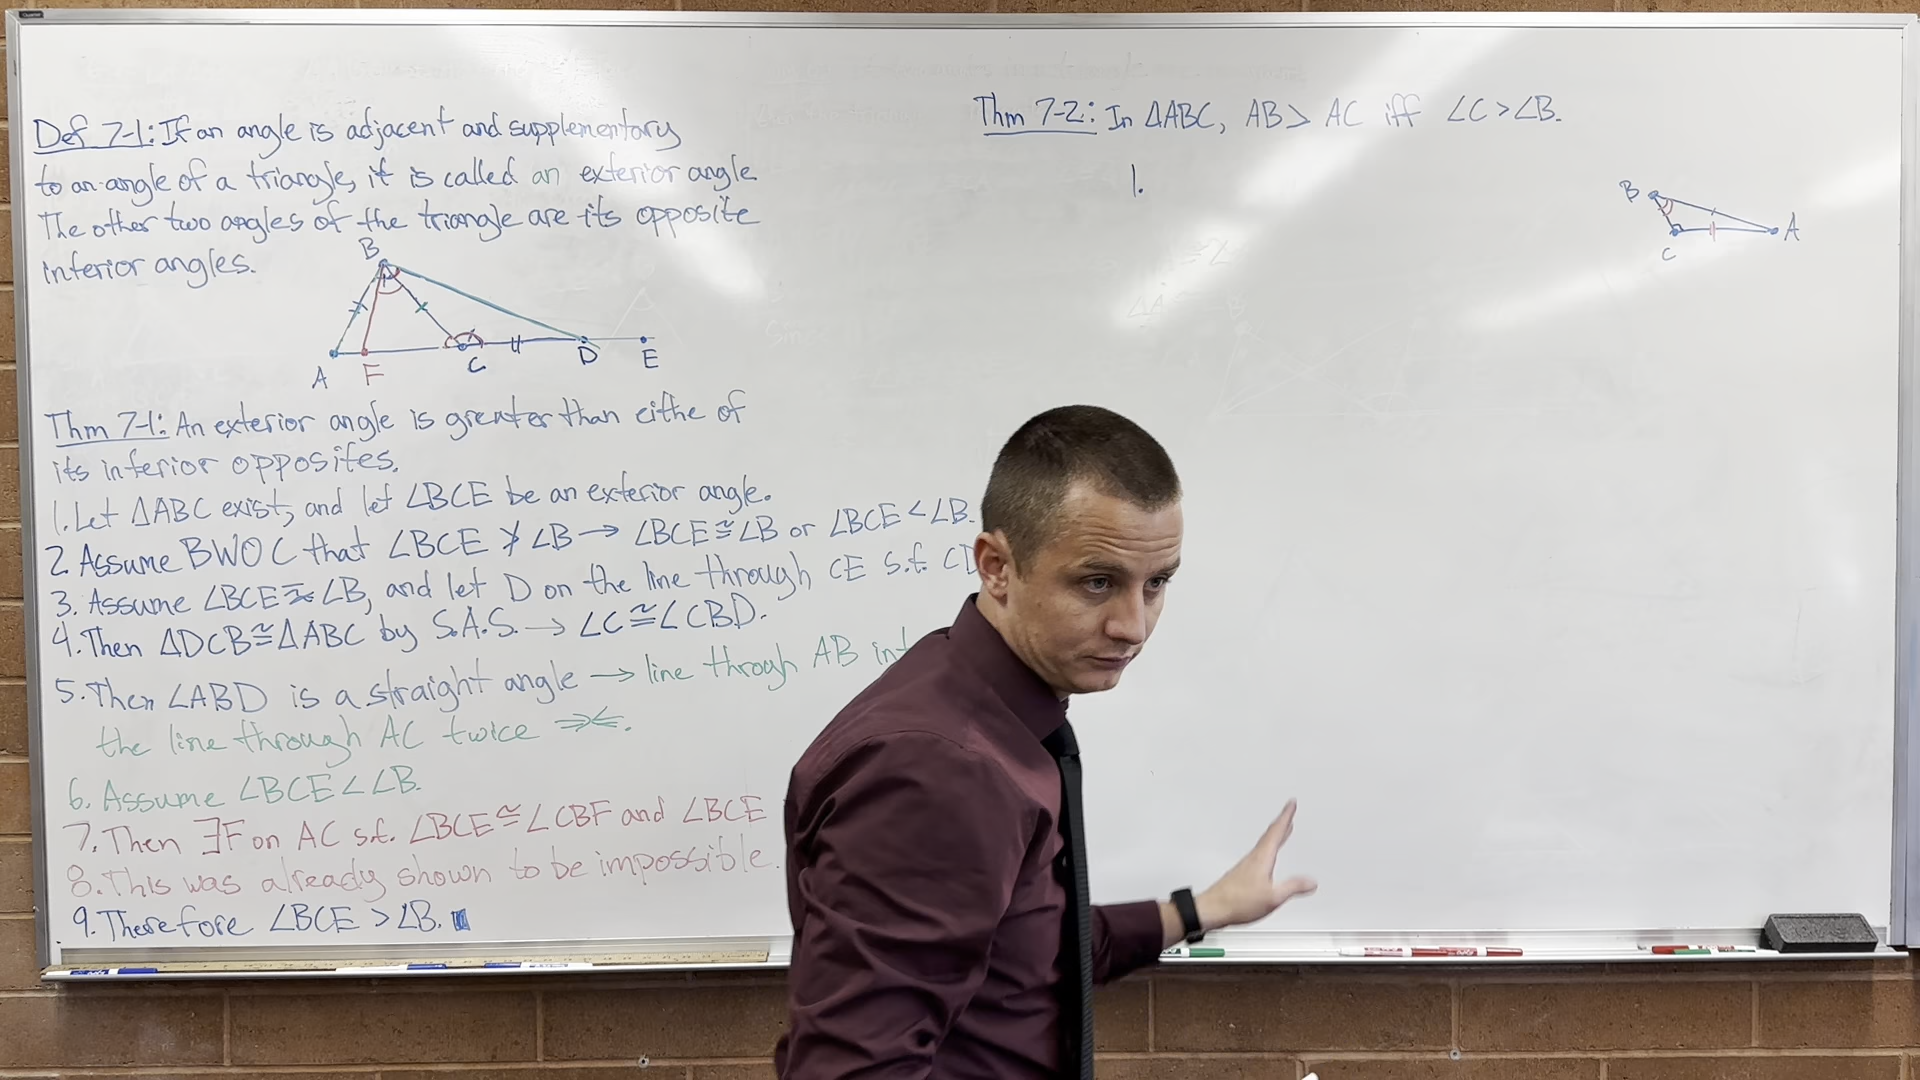 Def 7-1: If an angle is adjacent and supplementary
to an angle of a triangle, it is called an exterior angle.
The other two angles of the triangle are its opposite
interior angles.
B
A F C D E
Thm 7-1: An exterior angle is greater than eithe of
its interior opposites.
1. Let ΔABC exist, and let ∠BCE be an exterior angle.
2. Assume BWOC that ∠BCE ≯ ∠B → ∠BCE ≅ ∠B or ∠BCE < ∠B.
3. Assume ∠BCE ≅ ∠B, and let D on the line through CE s.t. CD
4. Then ΔDCB ≅ ΔABC by S.A.S. → ∠C ≅ ∠CBD.
5. Then ∠ABD is a straight angle → line throgh AB int
the line through AC twice ⇒⇐.
6. Assume ∠BCE < ∠B.
7. Then ∃F on AC s.t. ∠BCE ≅ ∠CBF and ∠BCE
8. This was already shown to be impossible.
9. Therefore ∠BCE > ∠B.
Thm 7-2: In ΔABC, AB > AC iff ∠C > ∠B.
1.
B
C A